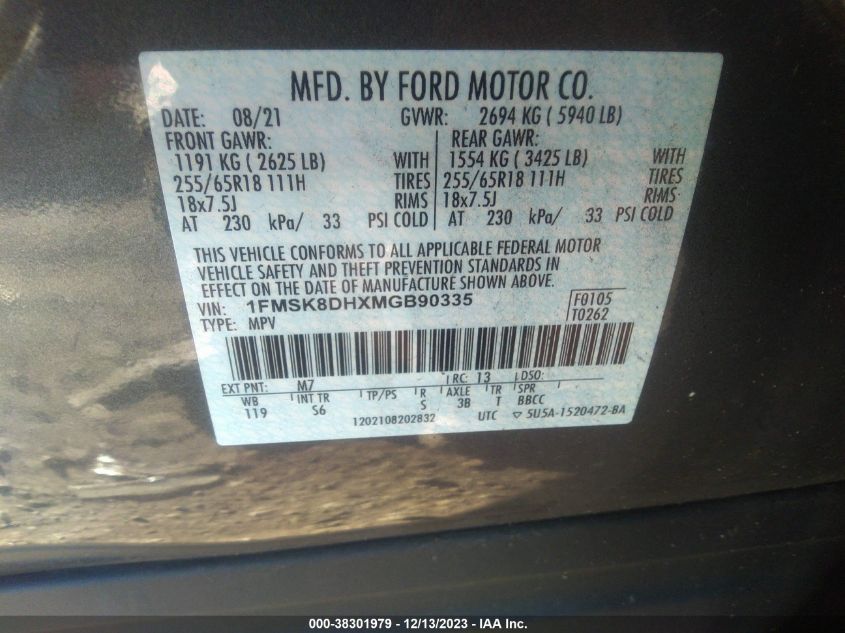 MFD. BY FORD MOTOR CO.
DATE: 08/21 GVWR: 2694 KG ( 5940 LB)
FRONT GAWR: REAR GAWR:
1191 KG ( 2625 LB) WITH 1554 KG ( 3425 LB) WITH
255/65R18 111H TIRES 255/65R18 111H TIRES
18x7.5J RIMS 18x7.5J RIMS
AT 230 kPa/ 33 PSI COLD AT 230 kPa/ 33 PSI COLD
THIS VEHICLE CONFORMS TO ALL APPLICABLE FEDERAL MOTOR
VEHICLE SAFETY AND THEFT PREVENTION STANDARDS IN
EFFECT ON THE DATE OF MANUFACTURE SHOWN ABOVE.
VIN: 1FMSK8DHXMGB90335 F0105
TYPE: MPV T0262
EXT PNT: M7 RC: 13 DSO:
WB INT TR TP/PS R AXLE TR SPR
119 S6 S 3B T BBCC
1202108202832 UTC ▽ 5U5A-1520472-BA
000-38301979 - 12/13/2023 - IAA Inc.